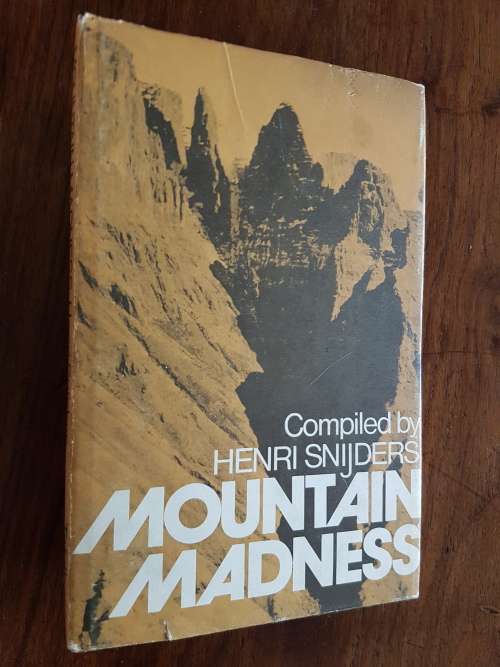 Compiled by
HENRI SNIJDERS
MOUNTAIN
MADNESS